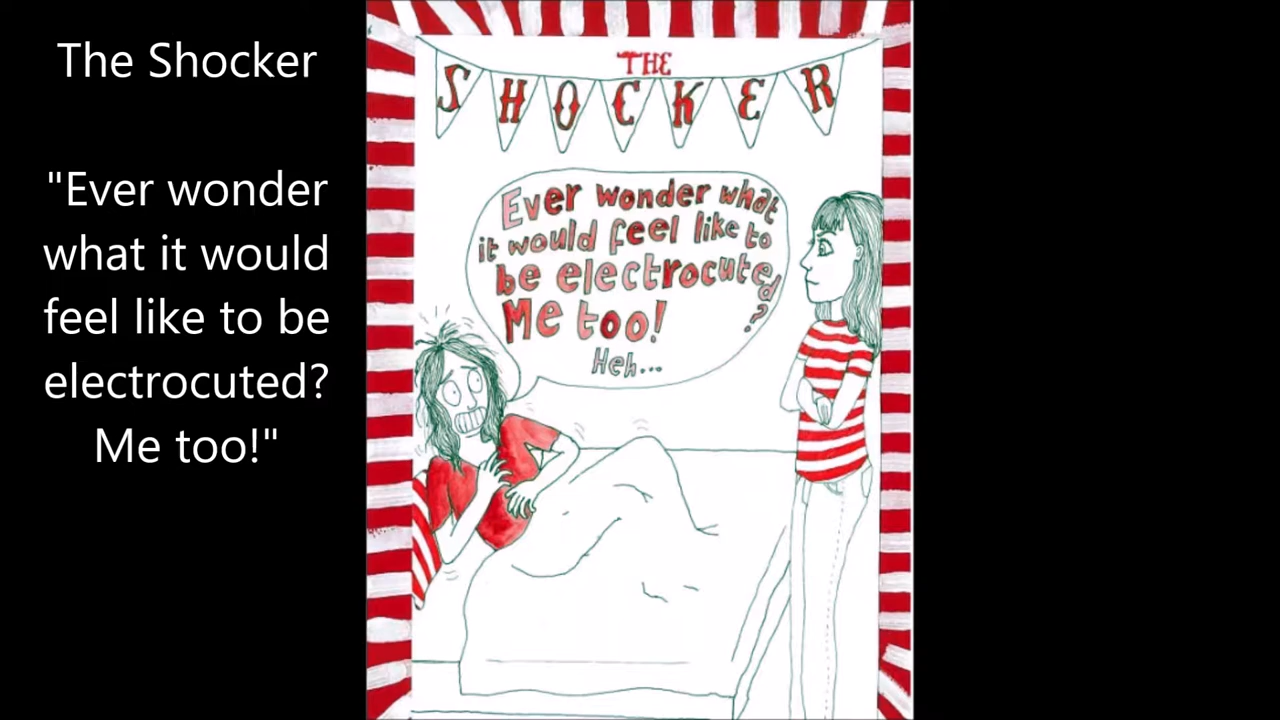 The Shocker
"Ever wonder
what it would
feel like to be
electrocuted?
Me too!"
THE
SHOCKER
Ever wonder what
it would feel like to
be electrocuted
?
Me too!
Heh...